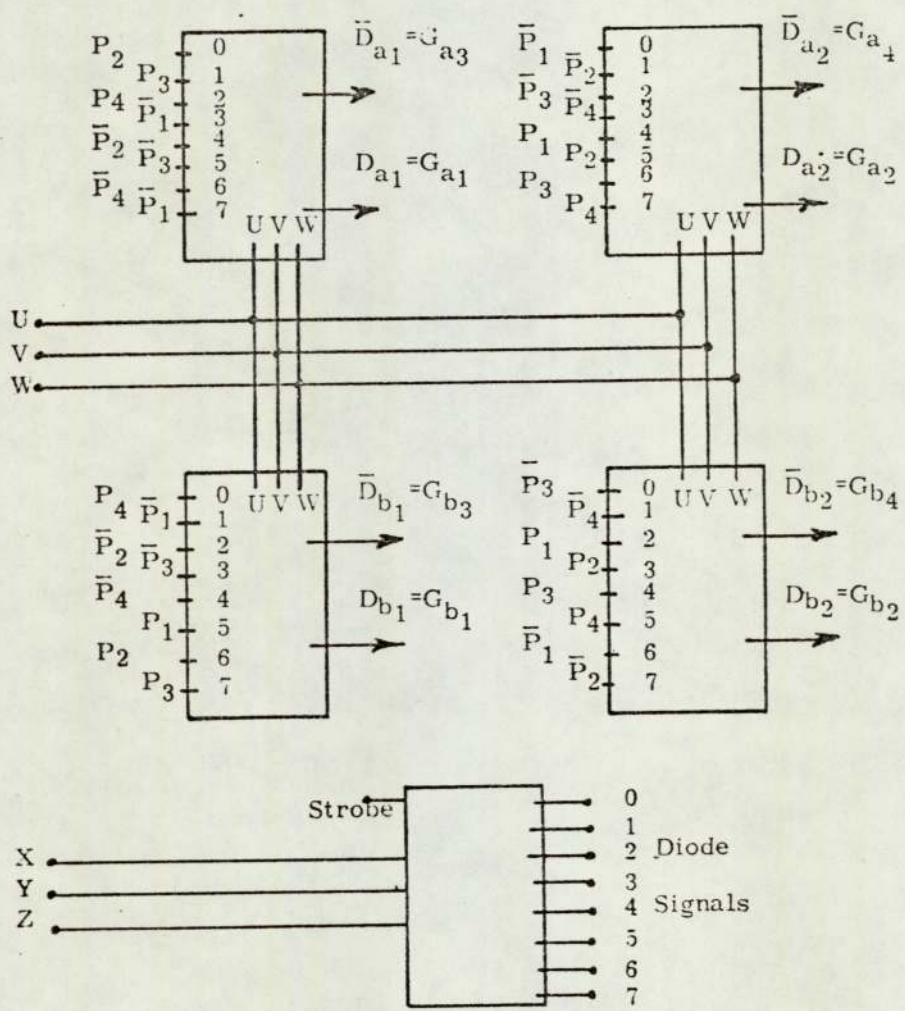 P₂ 0 D̄a₁=Ga₃
P₃ 1
P₄ 2
P̄₁ 3
P̄₂ 4
P̄₃ 5 Da₁=Ga₁
P̄₄ 6
P̄₁ 7
U V W
P̄₁ 0 D̄a₂=Ga₄
P̄₂ 1
P̄₃ 2
P̄₄ 3
P₁ 4
P₂ 5 Da₂=Ga₂
P₃ 6
P₄ 7
U V W
U
V
W
P₄ 0 U V W D̄b₁=Gb₃
P̄₁ 1
P̄₂ 2
P̄₃ 3
P̄₄ 4 Db₁=Gb₁
P₁ 5
P₂ 6
P₃ 7
P̄₃ 0 U V W D̄b₂=Gb₄
P̄₄ 1
P₁ 2
P₂ 3
P₃ 4 Db₂=Gb₂
P₄ 5
P̄₁ 6
P̄₂ 7
Strobe
X
Y
Z
0
1
2 Diode
3
4 Signals
5
6
7